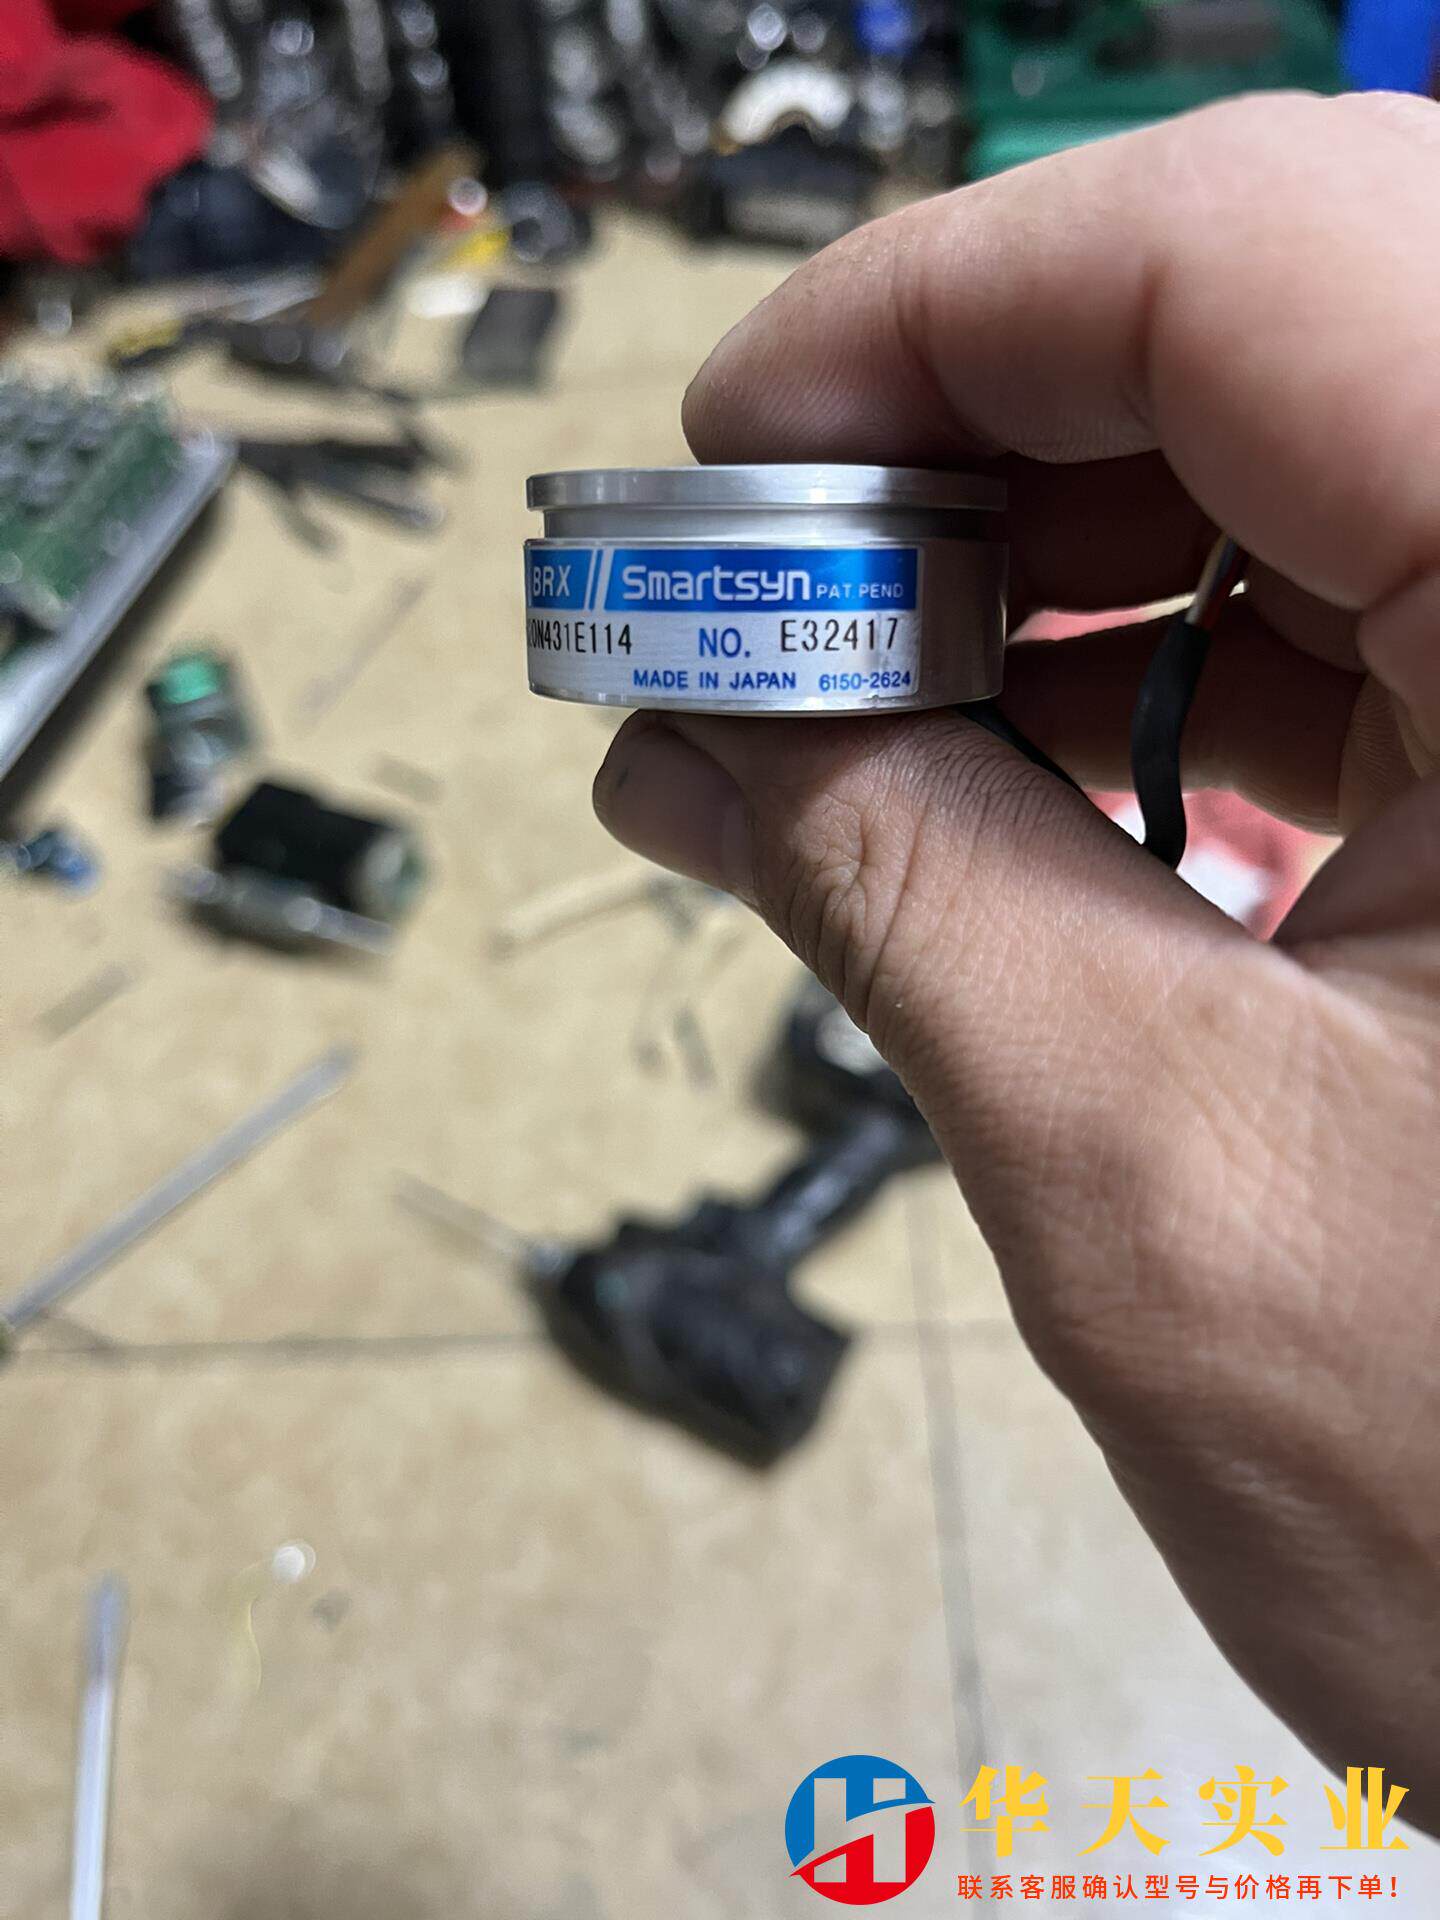 BRX Smartsyn PAT. PEND
20N431E114 NO. E32417
MADE IN JAPAN 6150-2624
华天实业
联系客服确认型号与价格再下单!